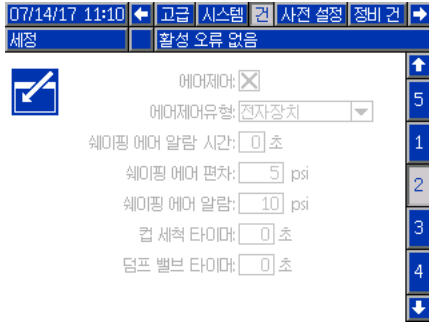 07/14/17 11:10 고급 시스템 건 사전 설정 정비 건
세정 활성 오류 없음
에어제어:
에어제어유형: 전자장치
쉐이핑 에어 알람 시간: 0 초
쉐이핑 에어 편차: 5 psi
쉐이핑 에어 알람: 10 psi
컵 세척 타이머: 0 초
덤프 밸브 타이머: 0 초
5
1
2
3
4